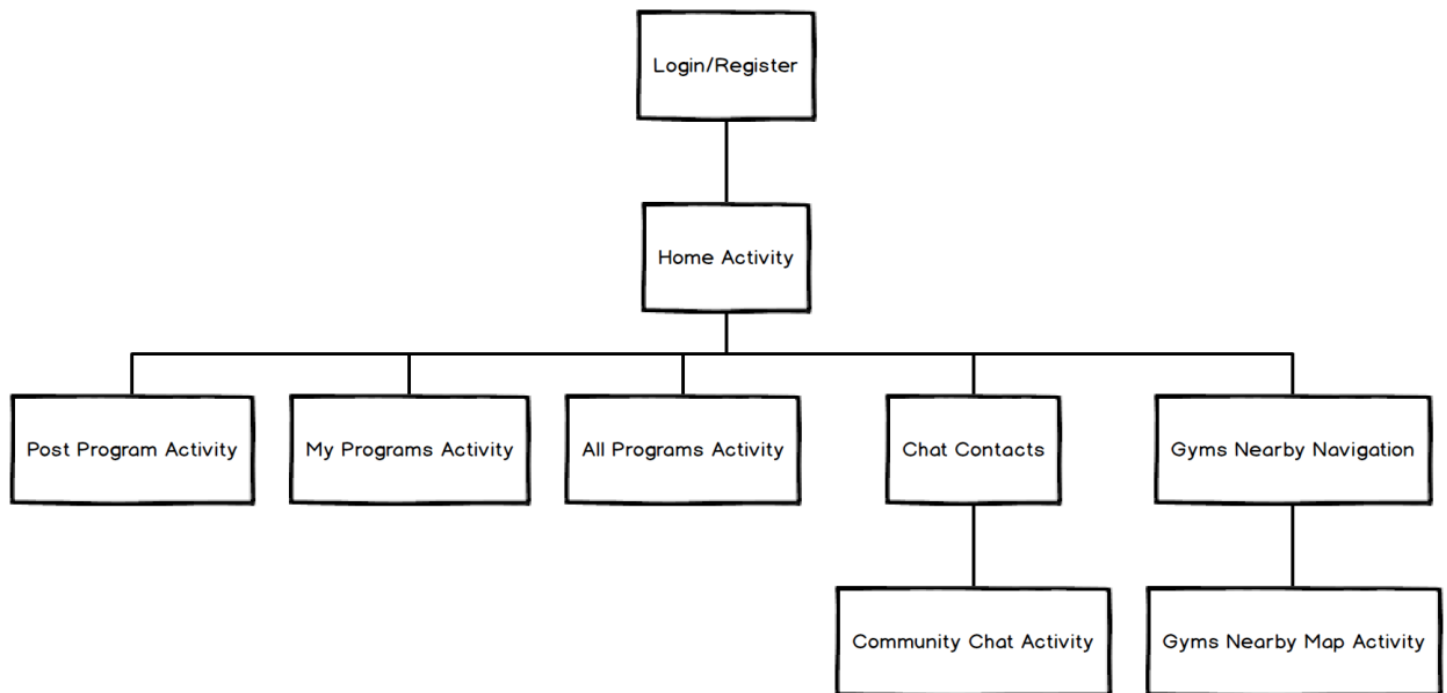 Login/Register
Home Activity
Post Program Activity
My Programs Activity
All Programs Activity
Chat Contacts
Gyms Nearby Navigation
Community Chat Activity
Gyms Nearby Map Activity